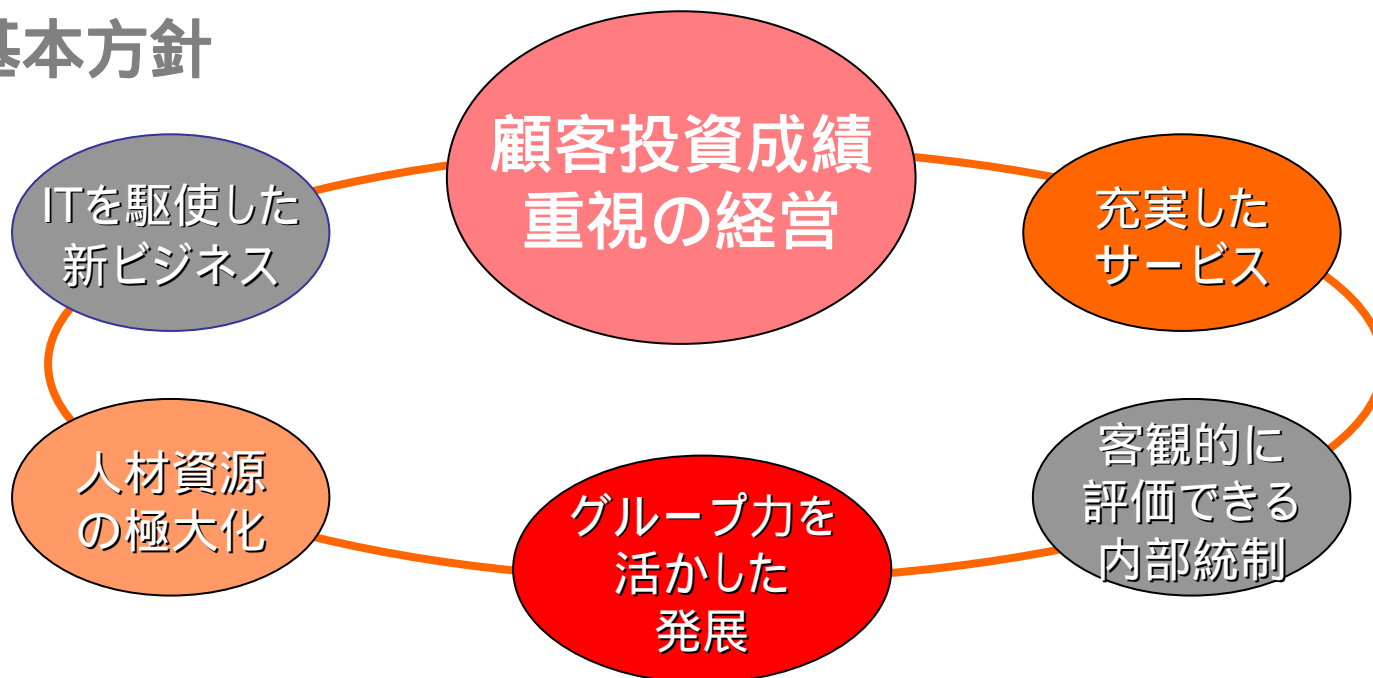 基本方針
顧客投資成績
重視の経営
ITを駆使した
新ビジネス
充実した
サービス
人材資源
の極大化
客観的に
評価できる
内部統制
グループ力を
活かした
発展